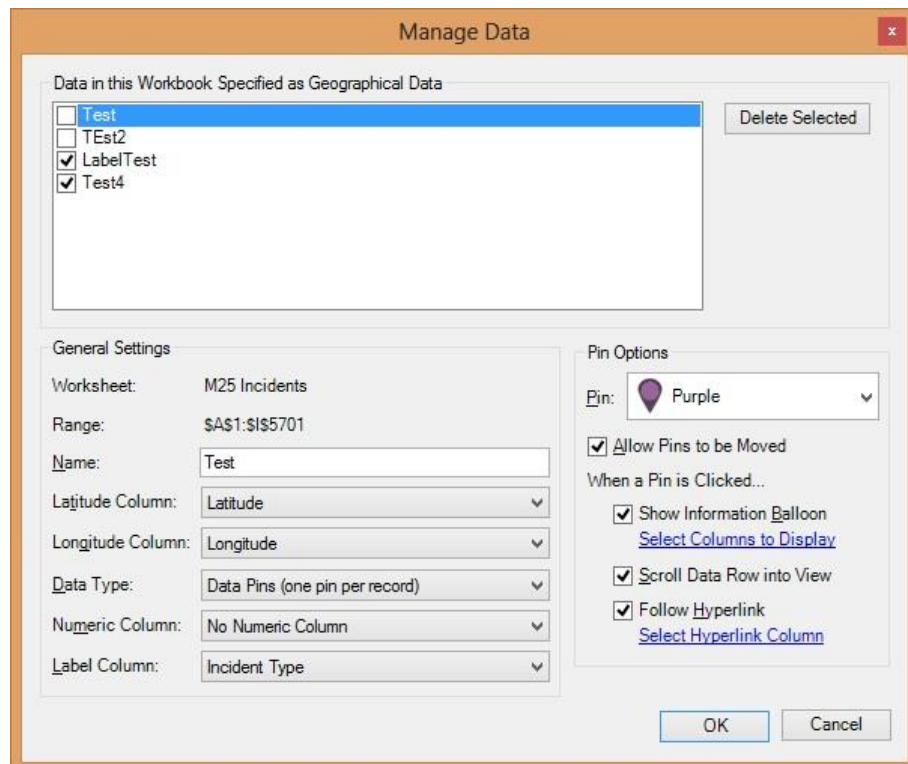 Manage Data
x
Data in this Workbook Specified as Geographical Data
Test
TEst2
LabelTest
Test4
Delete Selected
General Settings
Worksheet: M25 Incidents
Range: $A$1:$I$5701
Name: Test
Latitude Column: Latitude
Longitude Column: Longitude
Data Type: Data Pins (one pin per record)
Numeric Column: No Numeric Column
Label Column: Incident Type
Pin Options
Pin: Purple
Allow Pins to be Moved
When a Pin is Clicked...
Show Information Balloon
Select Columns to Display
Scroll Data Row into View
Follow Hyperlink
Select Hyperlink Column
OK Cancel